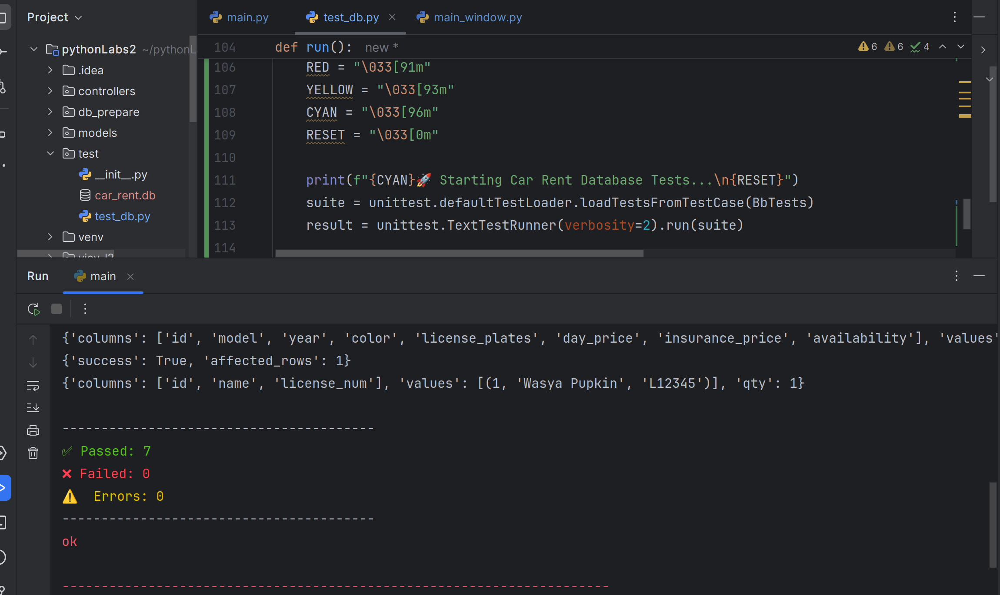 Project
main.py
test_db.py
main_window.py
pythonLabs2 ~/pythonL
.idea
controllers
db_prepare
models
test
__init__.py
car_rent.db
test_db.py
venv
104 def run(): new *
6 6 4
106 RED = "\033[91m"
107 YELLOW = "\033[93m"
108 CYAN = "\033[96m"
109 RESET = "\033[0m"
110
111 print(f"{CYAN}🚀 Starting Car Rent Database Tests...\n{RESET}")
112 suite = unittest.defaultTestLoader.loadTestsFromTestCase(BbTests)
113 result = unittest.TextTestRunner(verbosity=2).run(suite)
114
Run main
{'columns': ['id', 'model', 'year', 'color', 'license_plates', 'day_price', 'insurance_price', 'availability'], 'values'
{'success': True, 'affected_rows': 1}
{'columns': ['id', 'name', 'license_num'], 'values': [(1, 'Wasya Pupkin', 'L12345')], 'qty': 1}
----------------------------------------
✅ Passed: 7
❌ Failed: 0
⚠️ Errors: 0
----------------------------------------
ok
----------------------------------------------------------------------